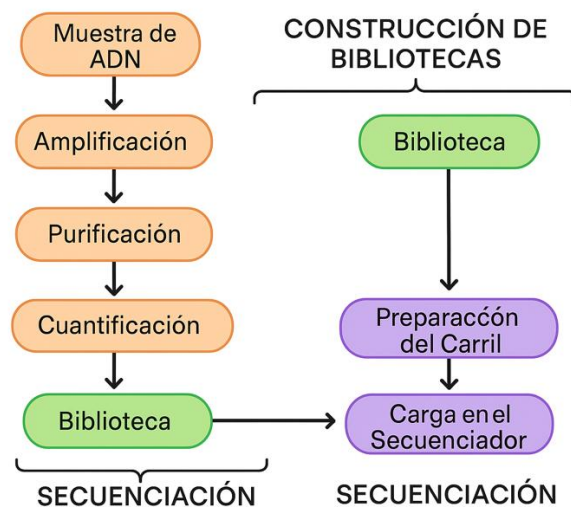 Muestra de
ADN
Amplificación
Purificación
Cuantificación
Biblioteca
SECUENCIACIÓN
CONSTRUCCIÓN DE
BIBLIOTECAS
Biblioteca
Preparacćón
del Carril
Carga en el
Secuenciador
SECUENCIACIÓN